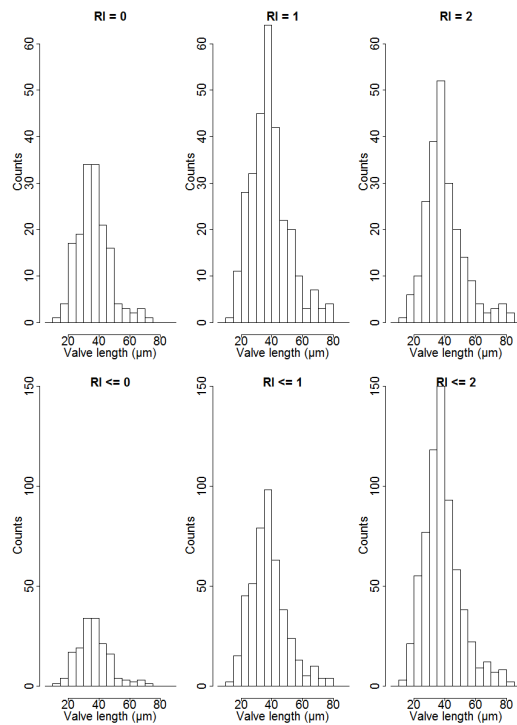 RI = 0
RI = 1
RI = 2
Counts
0 10 20 30 40 50 60
20 40 60 80
Valve length (µm)
Counts
0 10 20 30 40 50 60
20 40 60 80
Valve length (µm)
Counts
0 10 20 30 40 50 60
20 40 60 80
Valve length (µm)
RI <= 0
RI <= 1
RI <= 2
Counts
0 50 100 150
20 40 60 80
Valve length (µm)
Counts
0 50 100 150
20 40 60 80
Valve length (µm)
Counts
0 50 100 150
20 40 60 80
Valve length (µm)